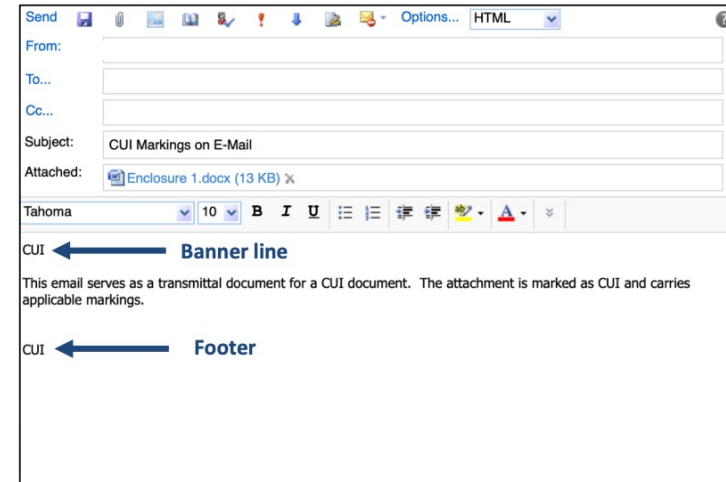 Send Options... HTML
From:
To...
Cc...
Subject: CUI Markings on E-Mail
Attached: Enclosure 1.docx (13 KB)
Tahoma 10 B I U ab A
CUI Banner line
This email serves as a transmittal document for a CUI document. The attachment is marked as CUI and carries
applicable markings.
CUI Footer